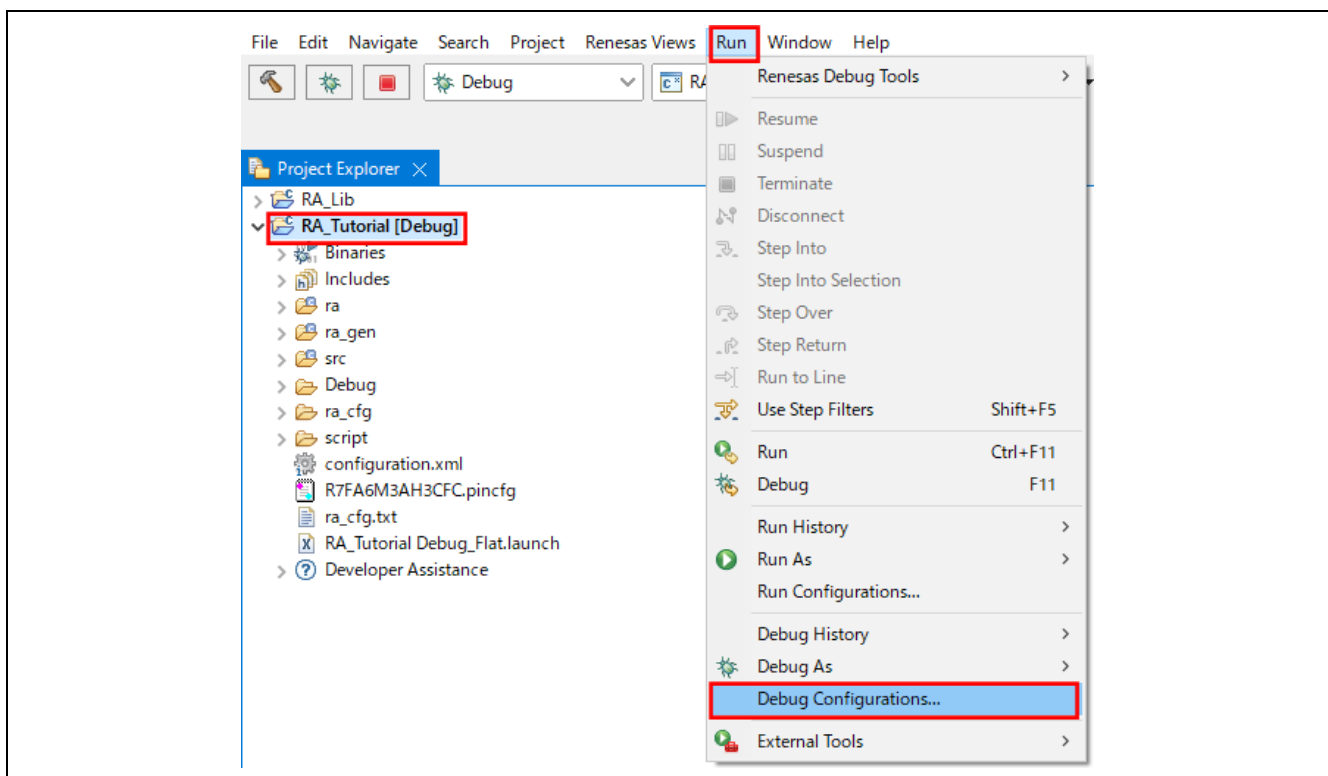 File Edit Navigate Search Project Renesas Views Run Window Help
Debug
RA
Project Explorer
RA_Lib
RA_Tutorial [Debug]
Binaries
Includes
ra
ra_gen
src
Debug
ra_cfg
script
configuration.xml
R7FA6M3AH3CFC.pincfg
ra_cfg.txt
RA_Tutorial Debug_Flat.launch
Developer Assistance
Renesas Debug Tools
Resume
Suspend
Terminate
Disconnect
Step Into
Step Into Selection
Step Over
Step Return
Run to Line
Use Step Filters Shift+F5
Run Ctrl+F11
Debug F11
Run History
Run As
Run Configurations...
Debug History
Debug As
Debug Configurations...
External Tools